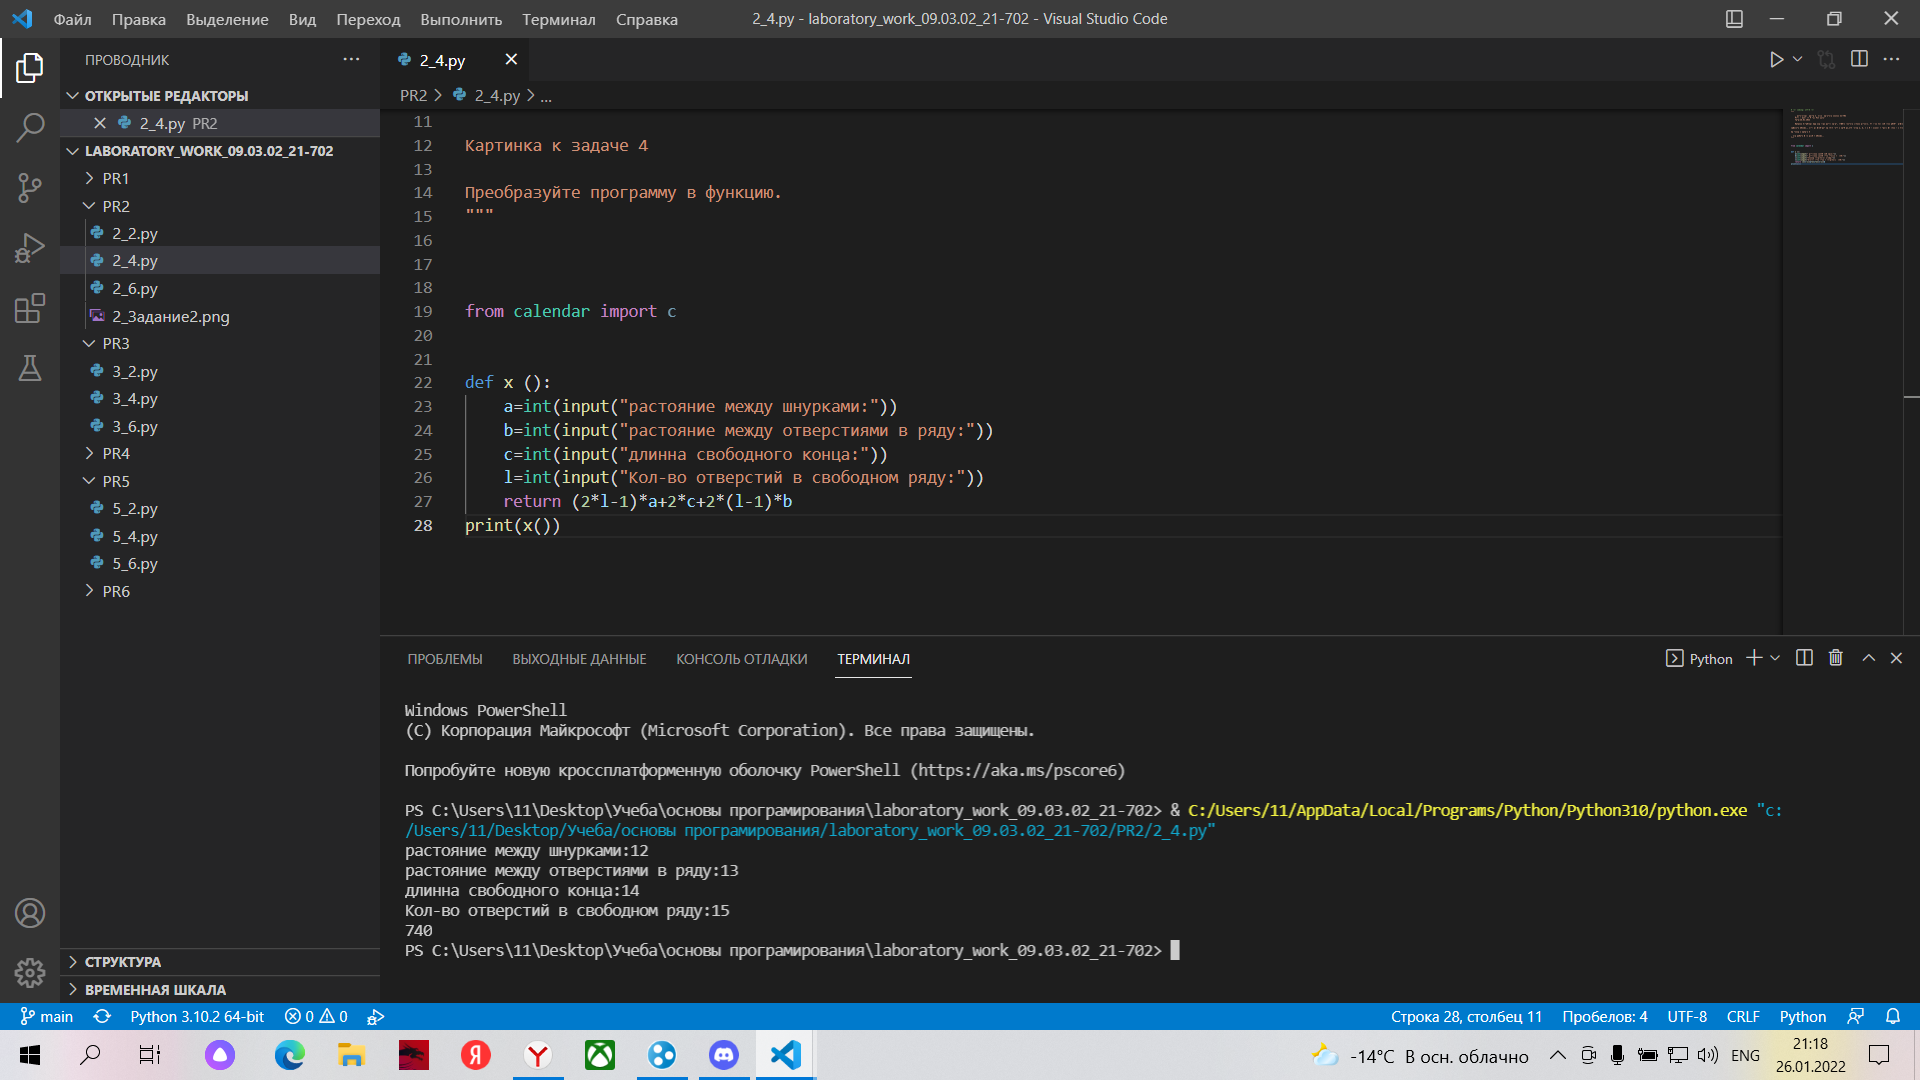 Файл Правка Выделение Вид Переход Выполнить Терминал Справка
2_4.py - laboratory_work_09.03.02_21-702 - Visual Studio Code
ПРОВОДНИК
ОТКРЫТЫЕ РЕДАКТОРЫ
2_4.py PR2
LABORATORY_WORK_09.03.02_21-702
PR1
PR2
2_2.py
2_4.py
2_6.py
2_Задание2.png
PR3
3_2.py
3_4.py
3_6.py
PR4
PR5
5_2.py
5_4.py
5_6.py
PR6
СТРУКТУРА
ВРЕМЕННАЯ ШКАЛА
2_4.py
PR2 > 2_4.py > ...
11
12 Картинка к задаче 4
13
14 Преобразуйте программу в функцию.
15 """
16
17
18
19 from calendar import c
20
21
22 def x ():
23 a=int(input("растояние между шнурками:"))
24 b=int(input("растояние между отверстиями в ряду:"))
25 c=int(input("длинна свободного конца:"))
26 l=int(input("Кол-во отверстий в свободном ряду:"))
27 return (2*l-1)*a+2*c+2*(l-1)*b
28 print(x())
ПРОБЛЕМЫ ВЫХОДНЫЕ ДАННЫЕ КОНСОЛЬ ОТЛАДКИ ТЕРМИНАЛ
Python
Windows PowerShell
(C) Корпорация Майкрософт (Microsoft Corporation). Все права защищены.
Попробуйте новую кроссплатформенную оболочку PowerShell (https://aka.ms/pscore6)
PS C:\Users\11\Desktop\Учеба\основы програмирования\laboratory_work_09.03.02_21-702> & C:/Users/11/AppData/Local/Programs/Python/Python310/python.exe "c:
/Users/11/Desktop/Учеба/основы програмирования/laboratory_work_09.03.02_21-702/PR2/2_4.py"
растояние между шнурками:12
растояние между отверстиями в ряду:13
длинна свободного конца:14
Кол-во отверстий в свободном ряду:15
740
PS C:\Users\11\Desktop\Учеба\основы програмирования\laboratory_work_09.03.02_21-702>
main Python 3.10.2 64-bit 0 0
Строка 28, столбец 11 Пробелов: 4 UTF-8 CRLF Python
-14°C В осн. облачно
ENG
21:18
26.01.2022